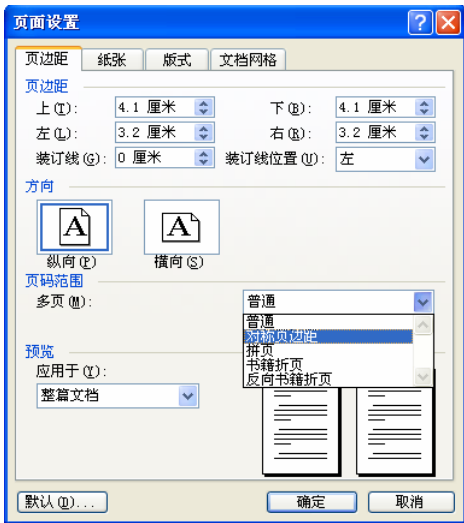 页面设置
页边距 纸张 版式 文档网格
页边距
上(T): 4.1 厘米 下(B): 4.1 厘米
左(L): 3.2 厘米 右(R): 3.2 厘米
装订线(G): 0 厘米 装订线位置(U): 左
方向
A A
纵向(P) 横向(S)
页码范围
多页(M): 普通
普通
对称页边距
拼页
书籍折页
反向书籍折页
预览
应用于(Y):
整篇文档
默认(D)... 确定 取消